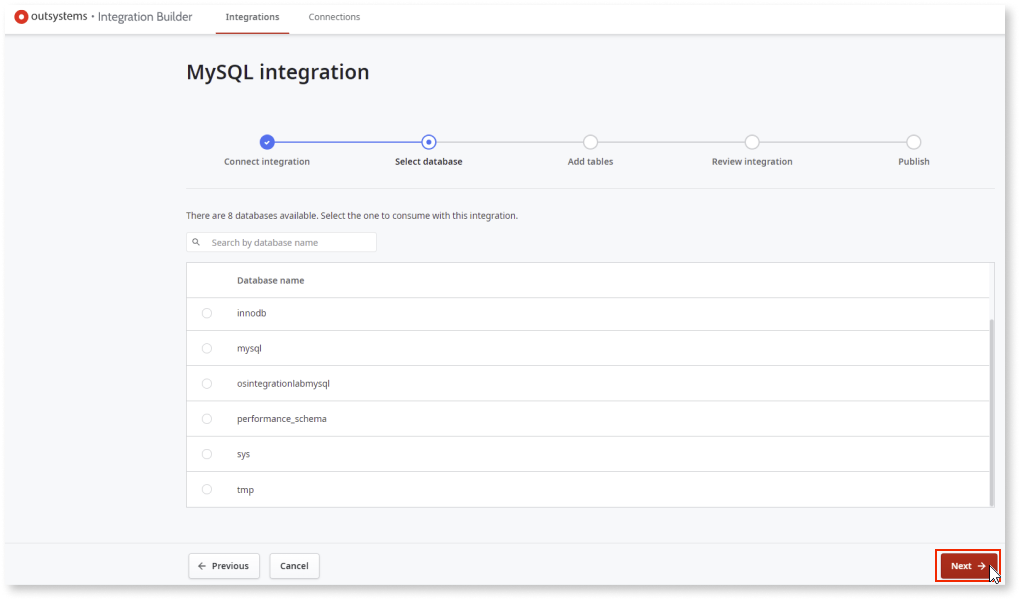 outsystems • Integration Builder Integrations Connections
MySQL integration
Connect integration Select database Add tables Review integration Publish
There are 8 databases available. Select the one to consume with this integration.
Search by database name
Database name
innodb
mysql
osintegrationlabmysql
performance_schema
sys
tmp
← Previous Cancel Next →